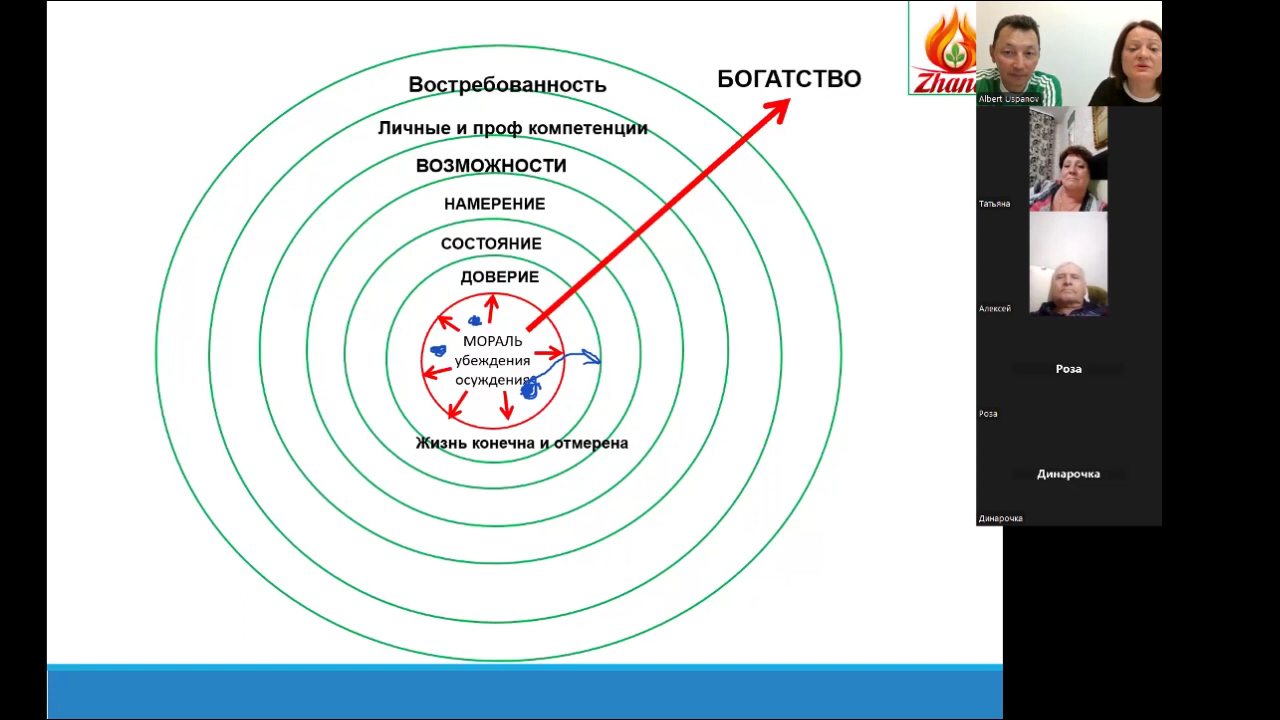 Востребованность
Личные и проф компетенции
ВОЗМОЖНОСТИ
НАМЕРЕНИЕ
СОСТОЯНИЕ
ДОВЕРИЕ
МОРАЛЬ
убеждения
осуждения
Жизнь конечна и отмерена
БОГАТСТВО
Zhan
Albert Uspanov
Татьяна
Алексей
Роза
Роза
Динарочка
Динарочка